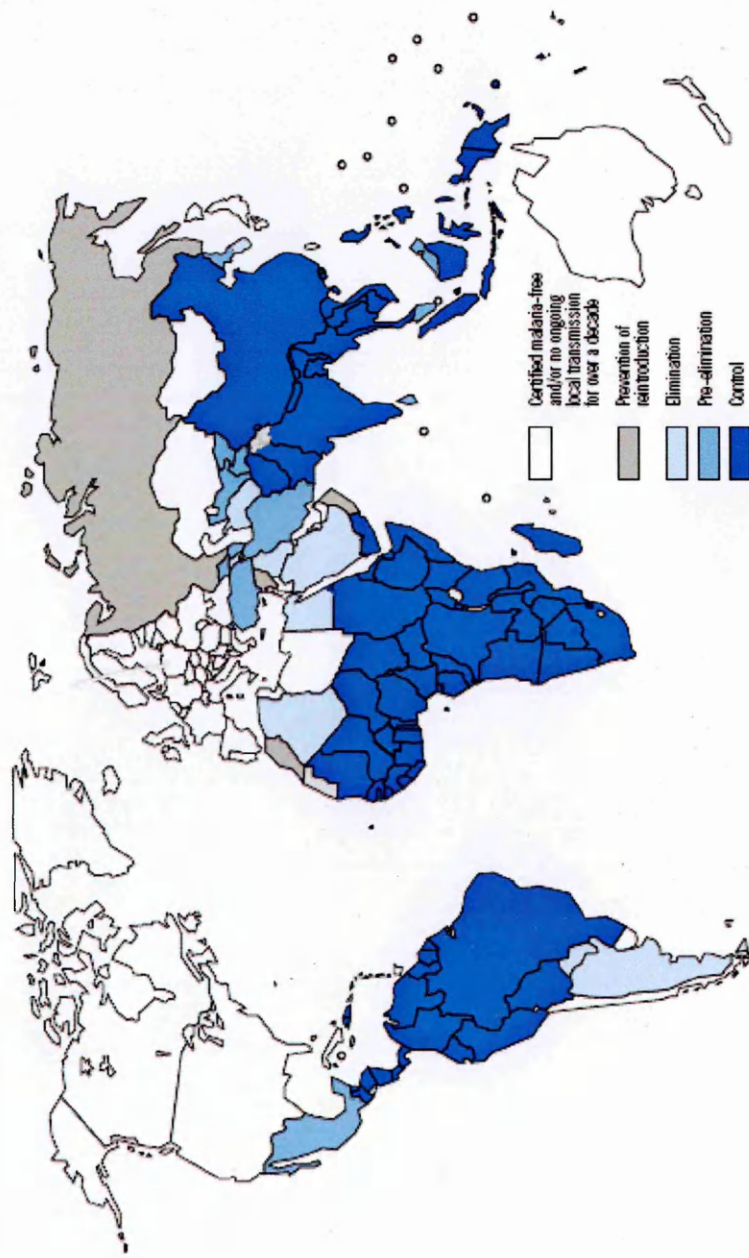 Certified malaria-free
and/or no ongoing
local transmission
for over a decade
Prevention of
reintroduction
Elimination
Pre-elimination
Control